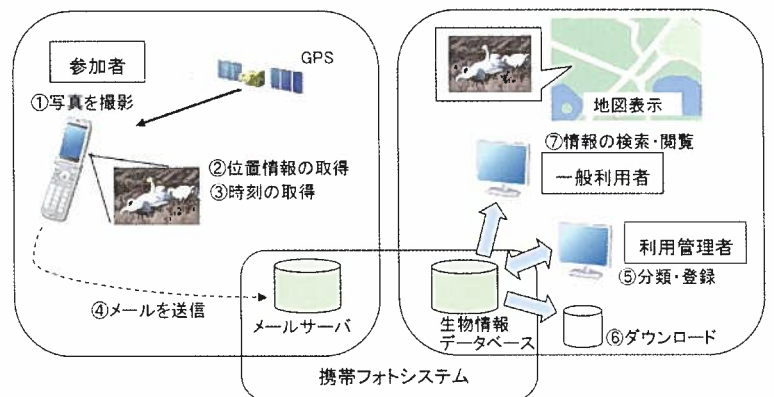 参加者
GPS
①写真を撮影
②位置情報の取得
③時刻の取得
④メールを送信
メールサーバ
地図表示
⑦情報の検索・閲覧
一般利用者
利用管理者
⑤分類・登録
生物情報
データベース
⑥ダウンロード
携帯フォトシステム